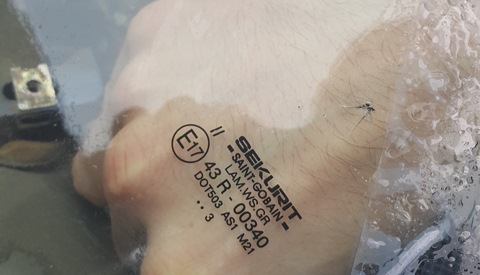 II
SEKURIT
-SAINT-GOBAIN-
LAM.WS.GR
E17 43 R - 00340
DOT503 AS1 M21
.. 3